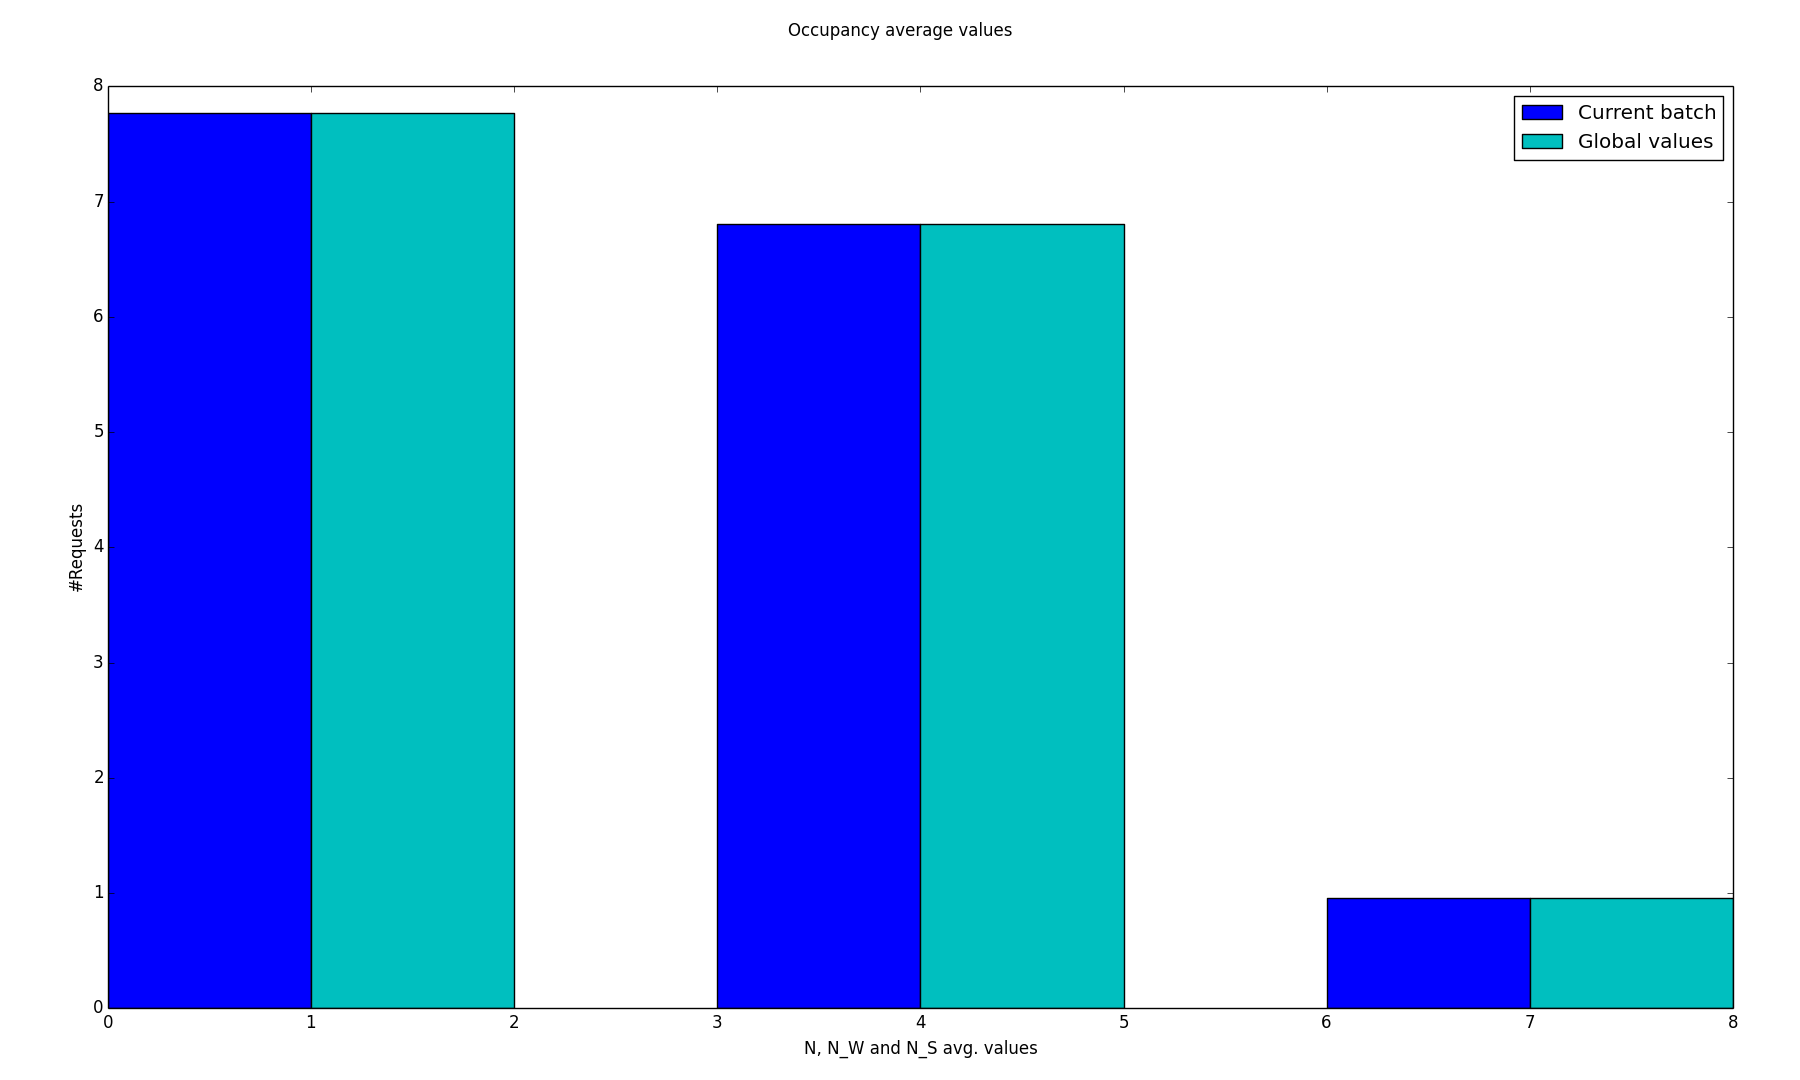 Occupancy average values
8
7
6
5
4
3
2
1
0
#Requests
Current batch
Global values
0 1 2 3 4 5 6 7 8
N, N_W and N_S avg. values